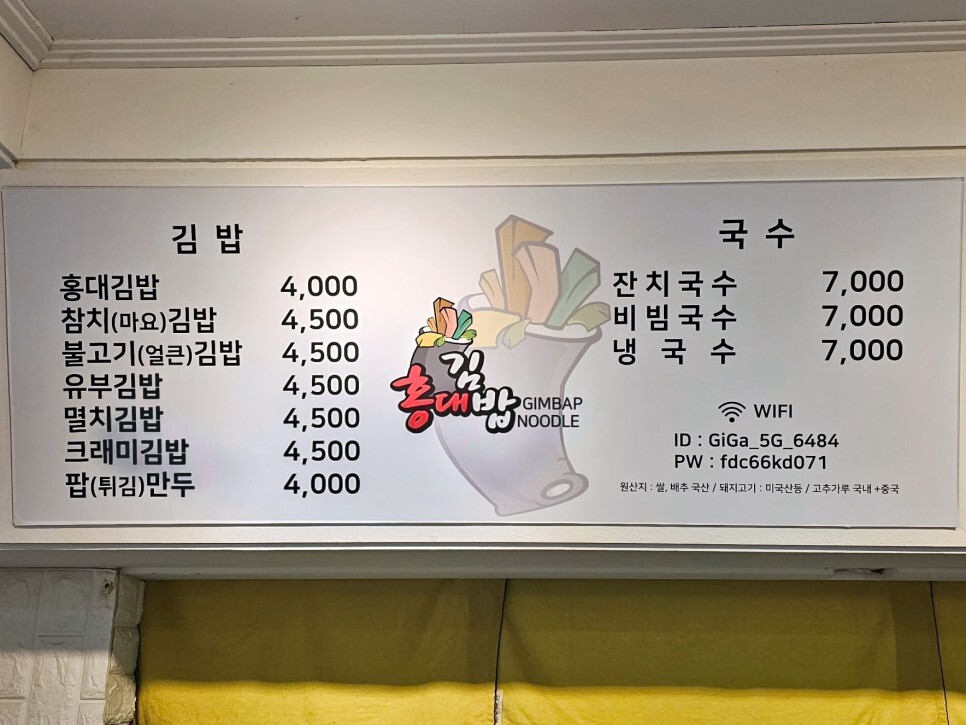 김 밥
홍대김밥 4,000
참치(마요)김밥 4,500
불고기(얼큰)김밥 4,500
유부김밥 4,500
멸치김밥 4,500
크래미김밥 4,500
팝(튀김)만두 4,000
홍대김밥
GIMBAP
NOODLE
국 수
잔치국수 7,000
비빔국수 7,000
냉 국 수 7,000
WIFI
ID : GiGa_5G_6484
PW : fdc66kd071
원산지 : 쌀, 배추 국산 / 돼지고기 : 미국산등 / 고추가루 국내 +중국